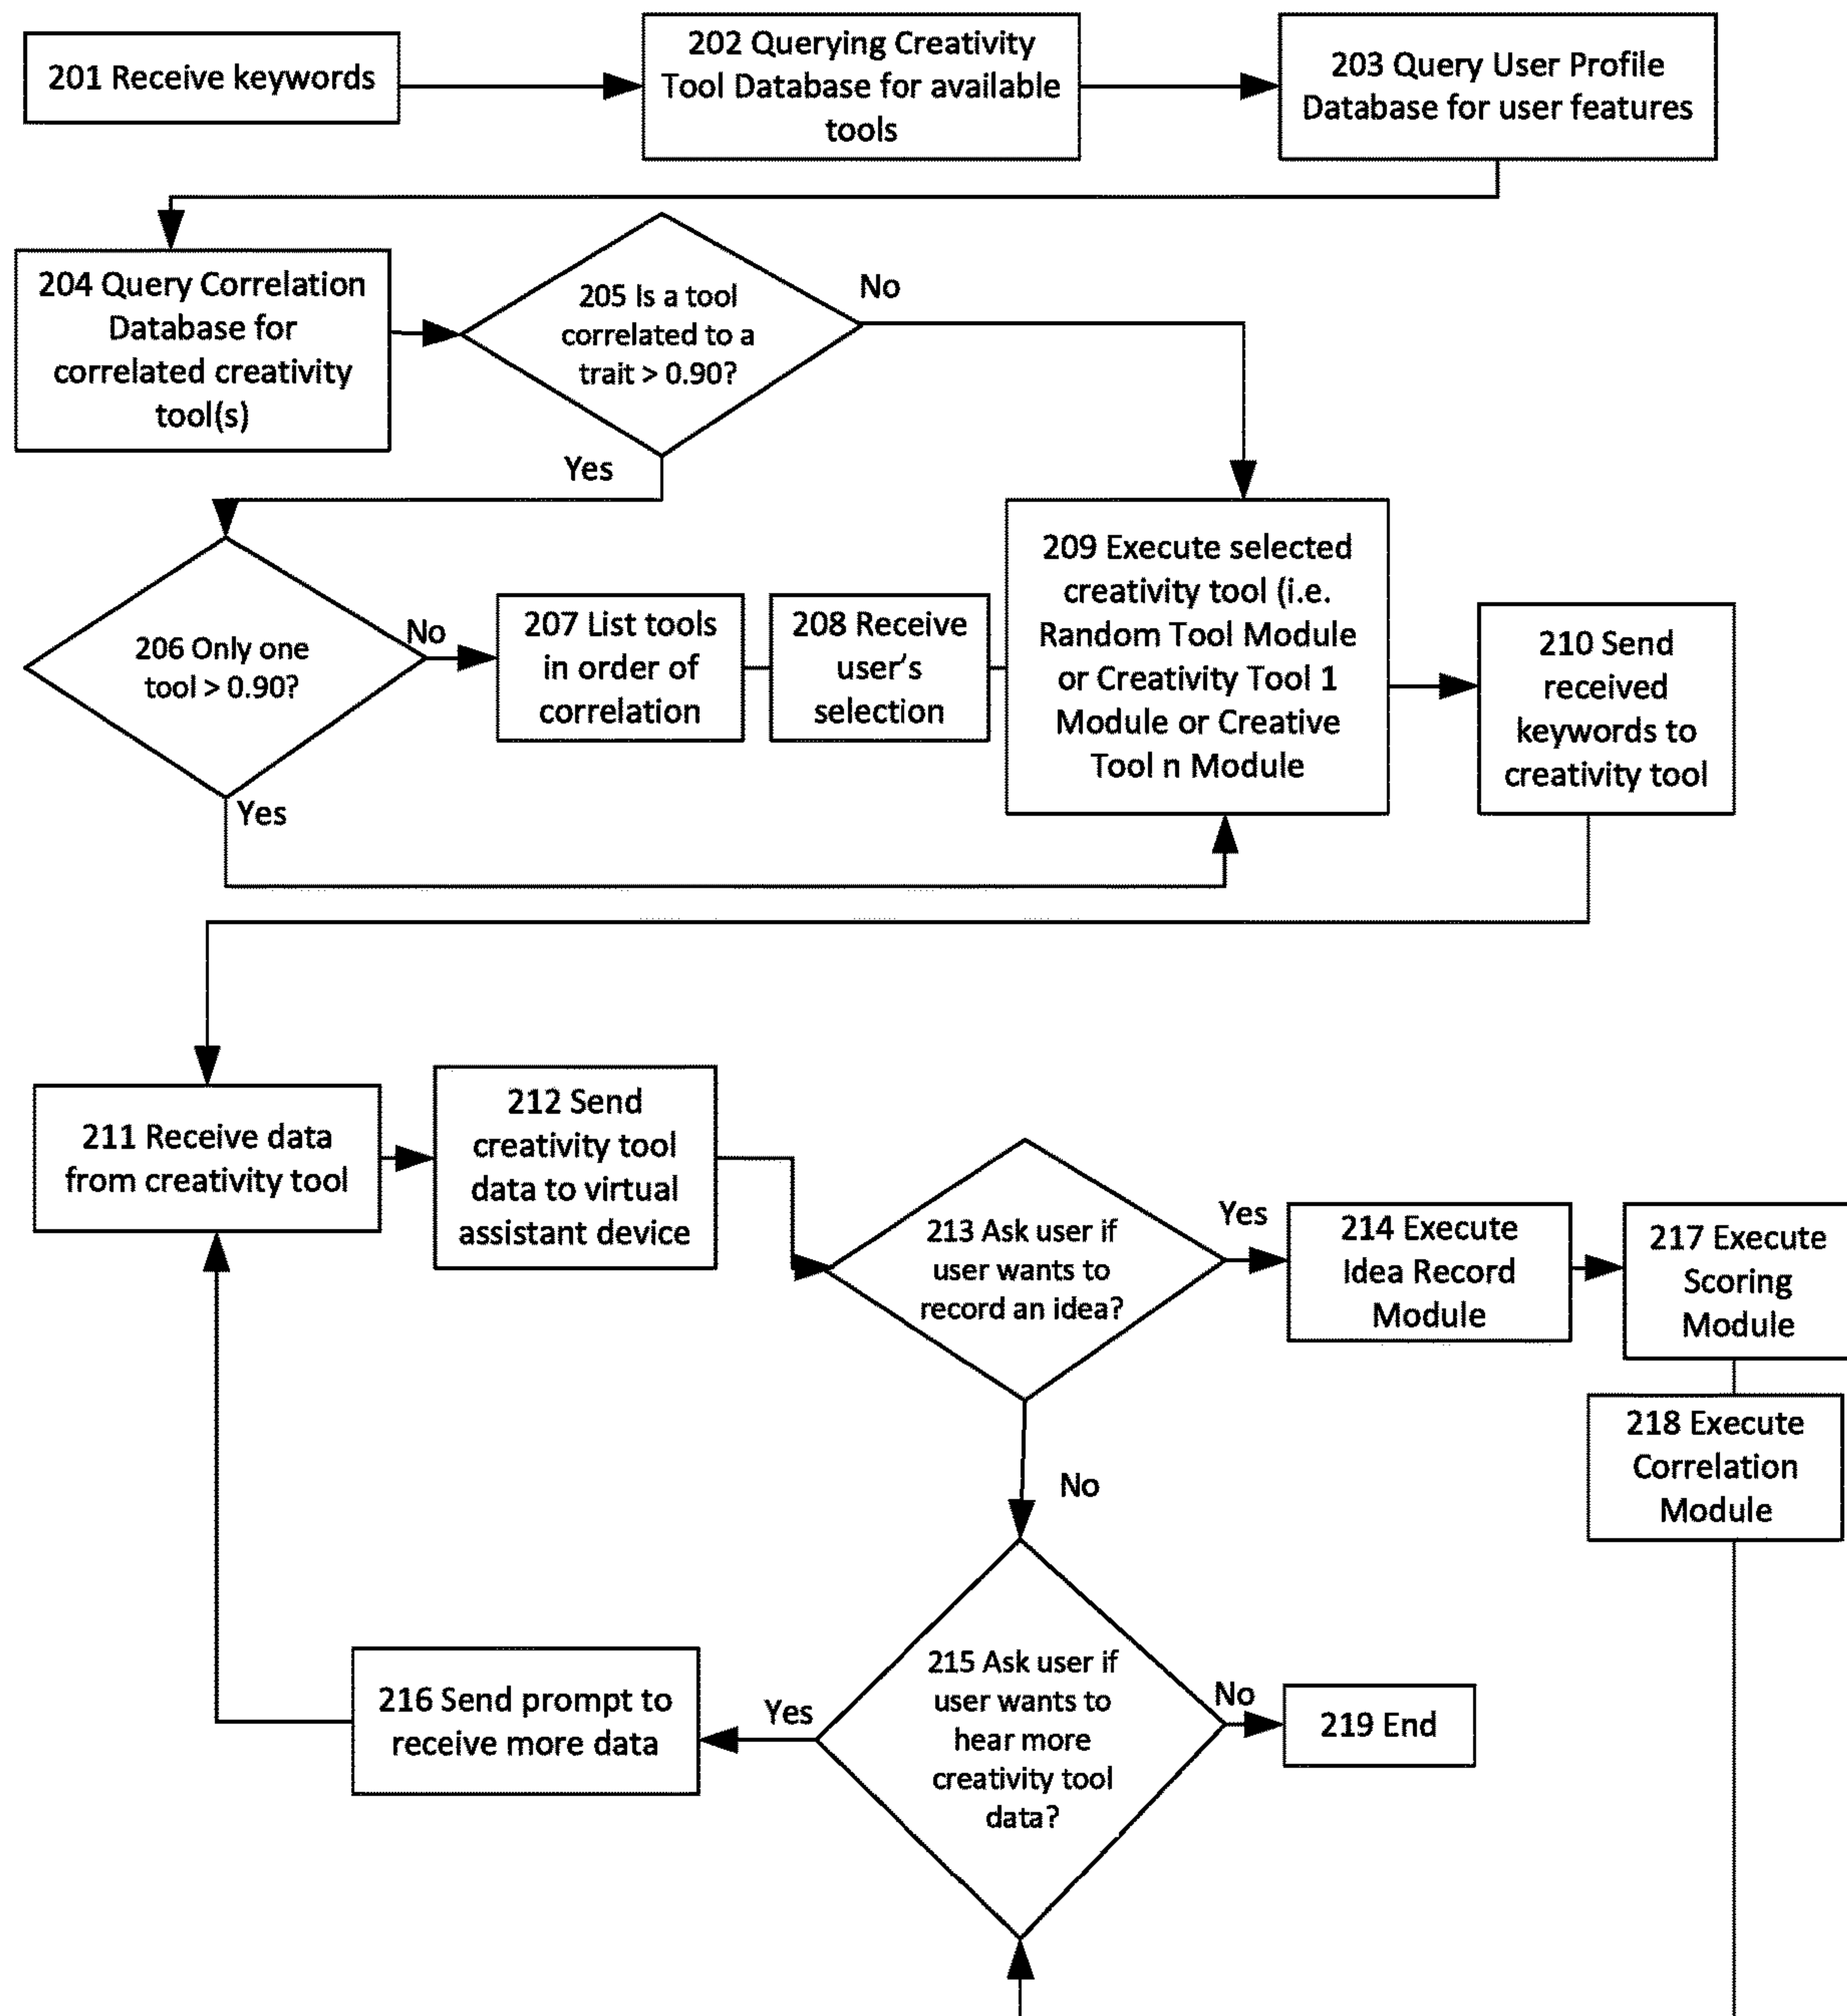 201 Receive keywords
202 Querying Creativity
Tool Database for available
tools
203 Query User Profile
Database for user features
204 Query Correlation
Database for
correlated creativity
tool(s)
205 Is a tool
correlated to a
trait > 0.90?
No
Yes
206 Only one
tool > 0.90?
No
Yes
207 List tools
in order of
correlation
208 Receive
user's
selection
209 Execute selected
creativity tool (i.e.
Random Tool Module
or Creativity Tool 1
Module or Creative
Tool n Module
210 Send
received
keywords to
creativity tool
211 Receive data
from creativity tool
212 Send
creativity tool
data to virtual
assistant device
213 Ask user if
user wants to
record an idea?
Yes
No
214 Execute
Idea Record
Module
217 Execute
Scoring
Module
218 Execute
Correlation
Module
215 Ask user if
user wants to
hear more
creativity tool
data?
Yes
No
216 Send prompt to
receive more data
219 End